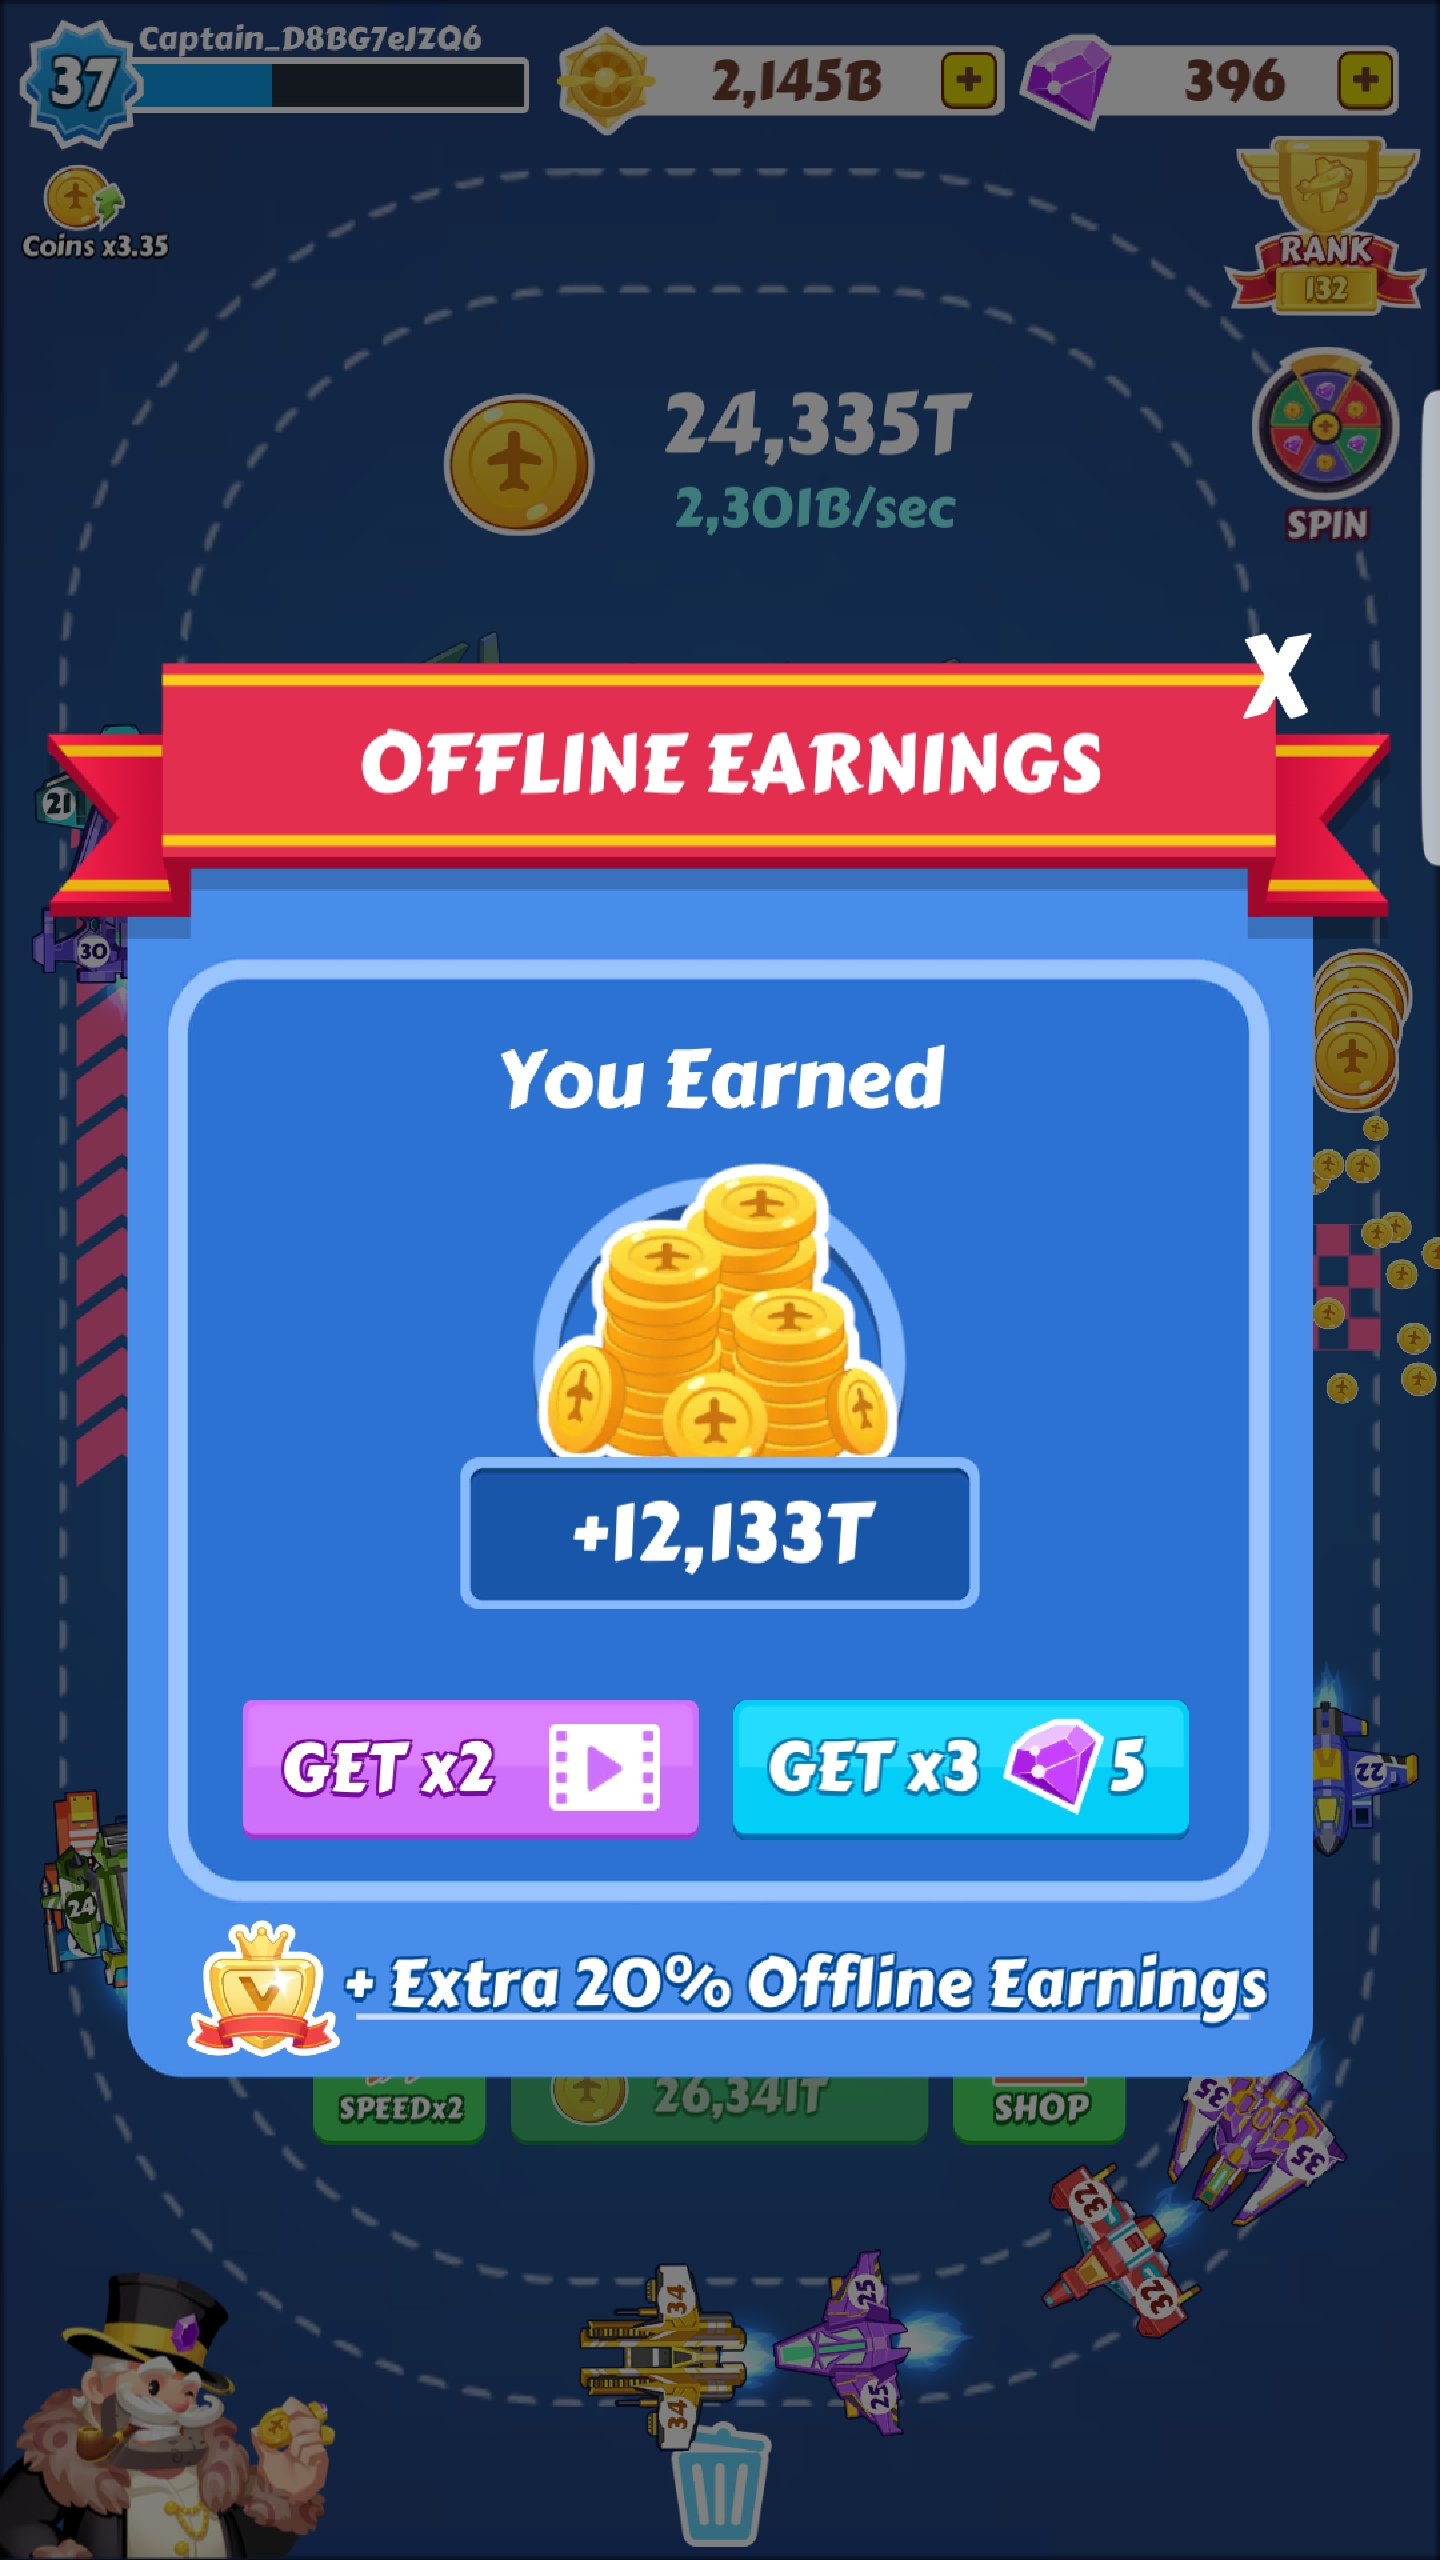 Captain_D8BG7eJZQ6
37
2,145B
396
Coins x3.35
RANK
132
24,335T
2,301B/sec
SPIN
X
OFFLINE EARNINGS
21
30
You Earned
+12,133T
GET x2
GET x3 5
22
24
V
+ Extra 20% Offline Earnings
SPEEDx2
26,341T
SHOP
35
35
32
32
34
25
34
25